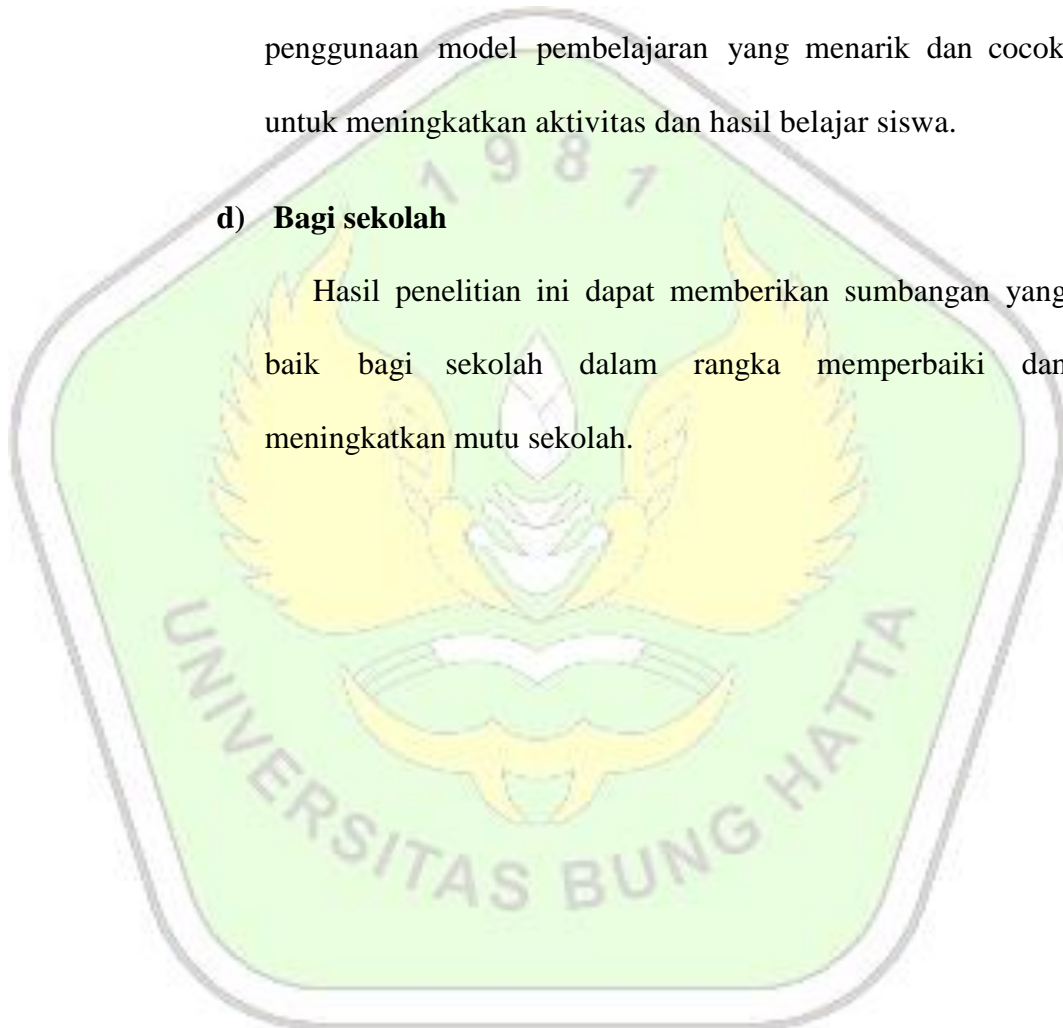 penggunaan model pembelajaran yang menarik dan cocok
untuk meningkatkan aktivitas dan hasil belajar siswa.
1981
d) Bagi sekolah
Hasil penelitian ini dapat memberikan sumbangan yang
baik bagi sekolah dalam rangka memperbaiki dan
meningkatkan mutu sekolah.
UNIVERSITAS BUNG HATTA